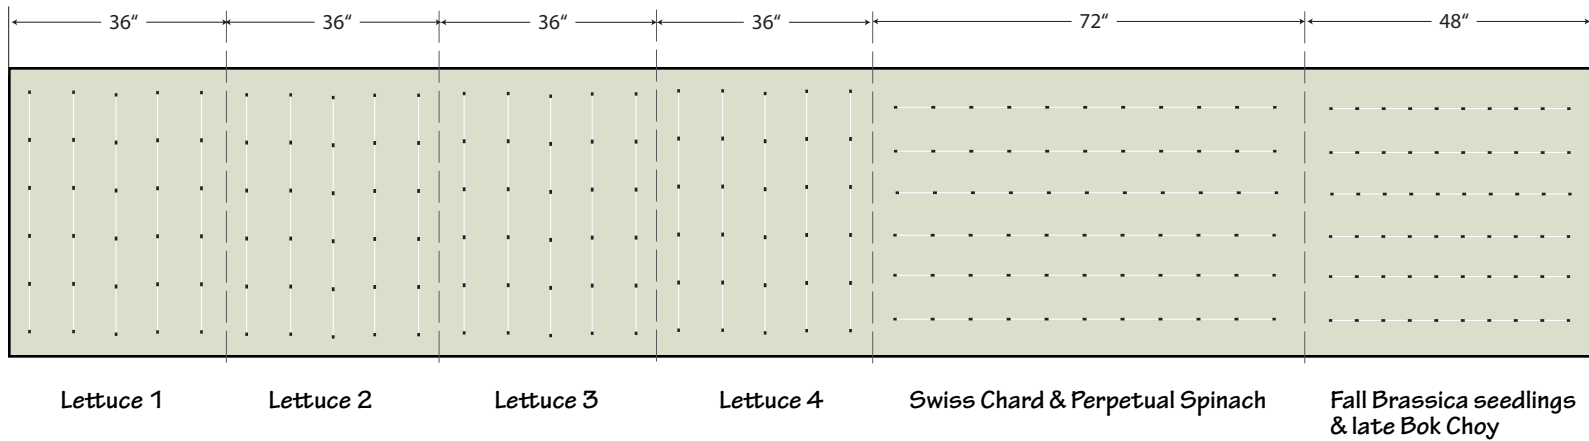 36“ 36“ 36“ 36“ 72“ 48“
Lettuce 1 Lettuce 2 Lettuce 3 Lettuce 4 Swiss Chard & Perpetual Spinach Fall Brassica seedlings
& late Bok Choy